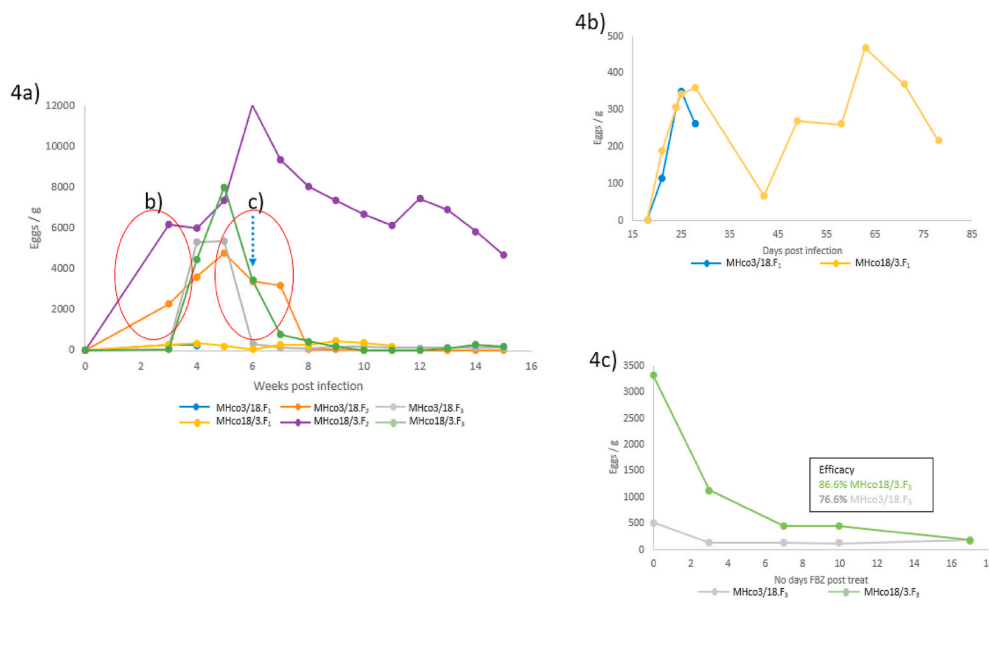 4a)
12000
10000
8000
6000
4000
2000
0
Eggs / g
b)
c)
0 2 4 6 8 10 12 14 16
Weeks post infection
MHco3/18.F₁ MHco3/18.F₂ MHco3/18.F₃
MHco18/3.F₁ MHco18/3.F₂ MHco18/3.F₃
4b)
500
400
300
200
100
0
Eggs / g
15 25 35 45 55 65 75 85
Days post infection
MHco3/18.F₁ MHco18/3.F₁
4c)
3500
3000
2500
2000
1500
1000
500
0
Eggs / g
Efficacy
86.6% MHco18/3.F₃
76.6% MHco3/18.F₃
0 2 4 6 8 10 12 14 16 1
No days FBZ post treat
MHco3/18.F₃ MHco18/3.F₃